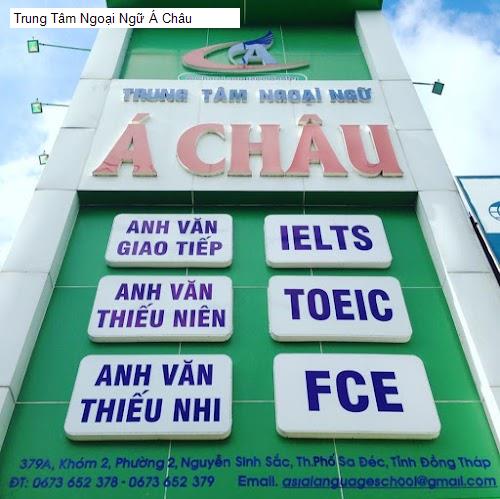 Trung Tâm Ngoại Ngữ Á Châu
CA
TRUNG TÂM NGOẠI NGỮ
Á CHÂU
ANH VĂN
GIAO TIẾP
IELTS
ANH VĂN
THIẾU NIÊN
TOEIC
ANH VĂN
THIẾU NHI
FCE
379A, Khóm 2, Phường 2, Nguyễn Sinh Sắc, Th.Phố Sa Đéc, Tỉnh Đồng Tháp
ĐT: 0673 652 378 - 0673 652 379 Email. asialanguageschool@gmail.com